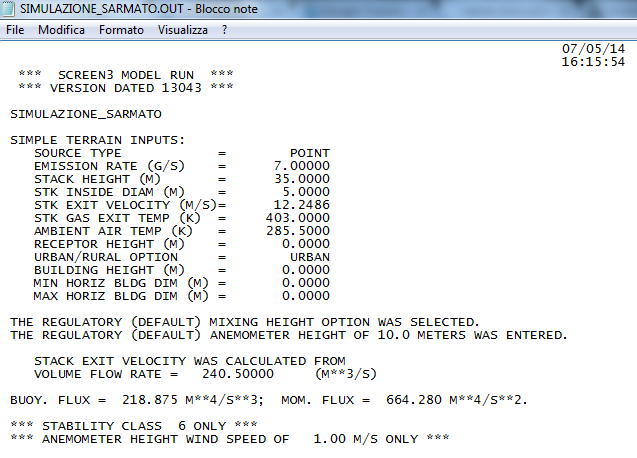 SIMULAZIONE_SARMATO.OUT - Blocco note
File Modifica Formato Visualizza ?
07/05/14
16:15:54
*** SCREEN3 MODEL RUN ***
*** VERSION DATED 13043 ***
SIMULAZIONE_SARMATO
SIMPLE TERRAIN INPUTS:
SOURCE TYPE = POINT
EMISSION RATE (G/S) = 7.00000
STACK HEIGHT (M) = 35.0000
STK INSIDE DIAM (M) = 5.0000
STK EXIT VELOCITY (M/S)= 12.2486
STK GAS EXIT TEMP (K) = 403.0000
AMBIENT AIR TEMP (K) = 285.5000
RECEPTOR HEIGHT (M) = 0.0000
URBAN/RURAL OPTION = URBAN
BUILDING HEIGHT (M) = 0.0000
MIN HORIZ BLDG DIM (M) = 0.0000
MAX HORIZ BLDG DIM (M) = 0.0000
THE REGULATORY (DEFAULT) MIXING HEIGHT OPTION WAS SELECTED.
THE REGULATORY (DEFAULT) ANEMOMETER HEIGHT OF 10.0 METERS WAS ENTERED.
STACK EXIT VELOCITY WAS CALCULATED FROM
VOLUME FLOW RATE = 240.50000 (M**3/S)
BUOY. FLUX = 218.875 M**4/S**3; MOM. FLUX = 664.280 M**4/S**2.
*** STABILITY CLASS 6 ONLY ***
*** ANEMOMETER HEIGHT WIND SPEED OF 1.00 M/S ONLY ***